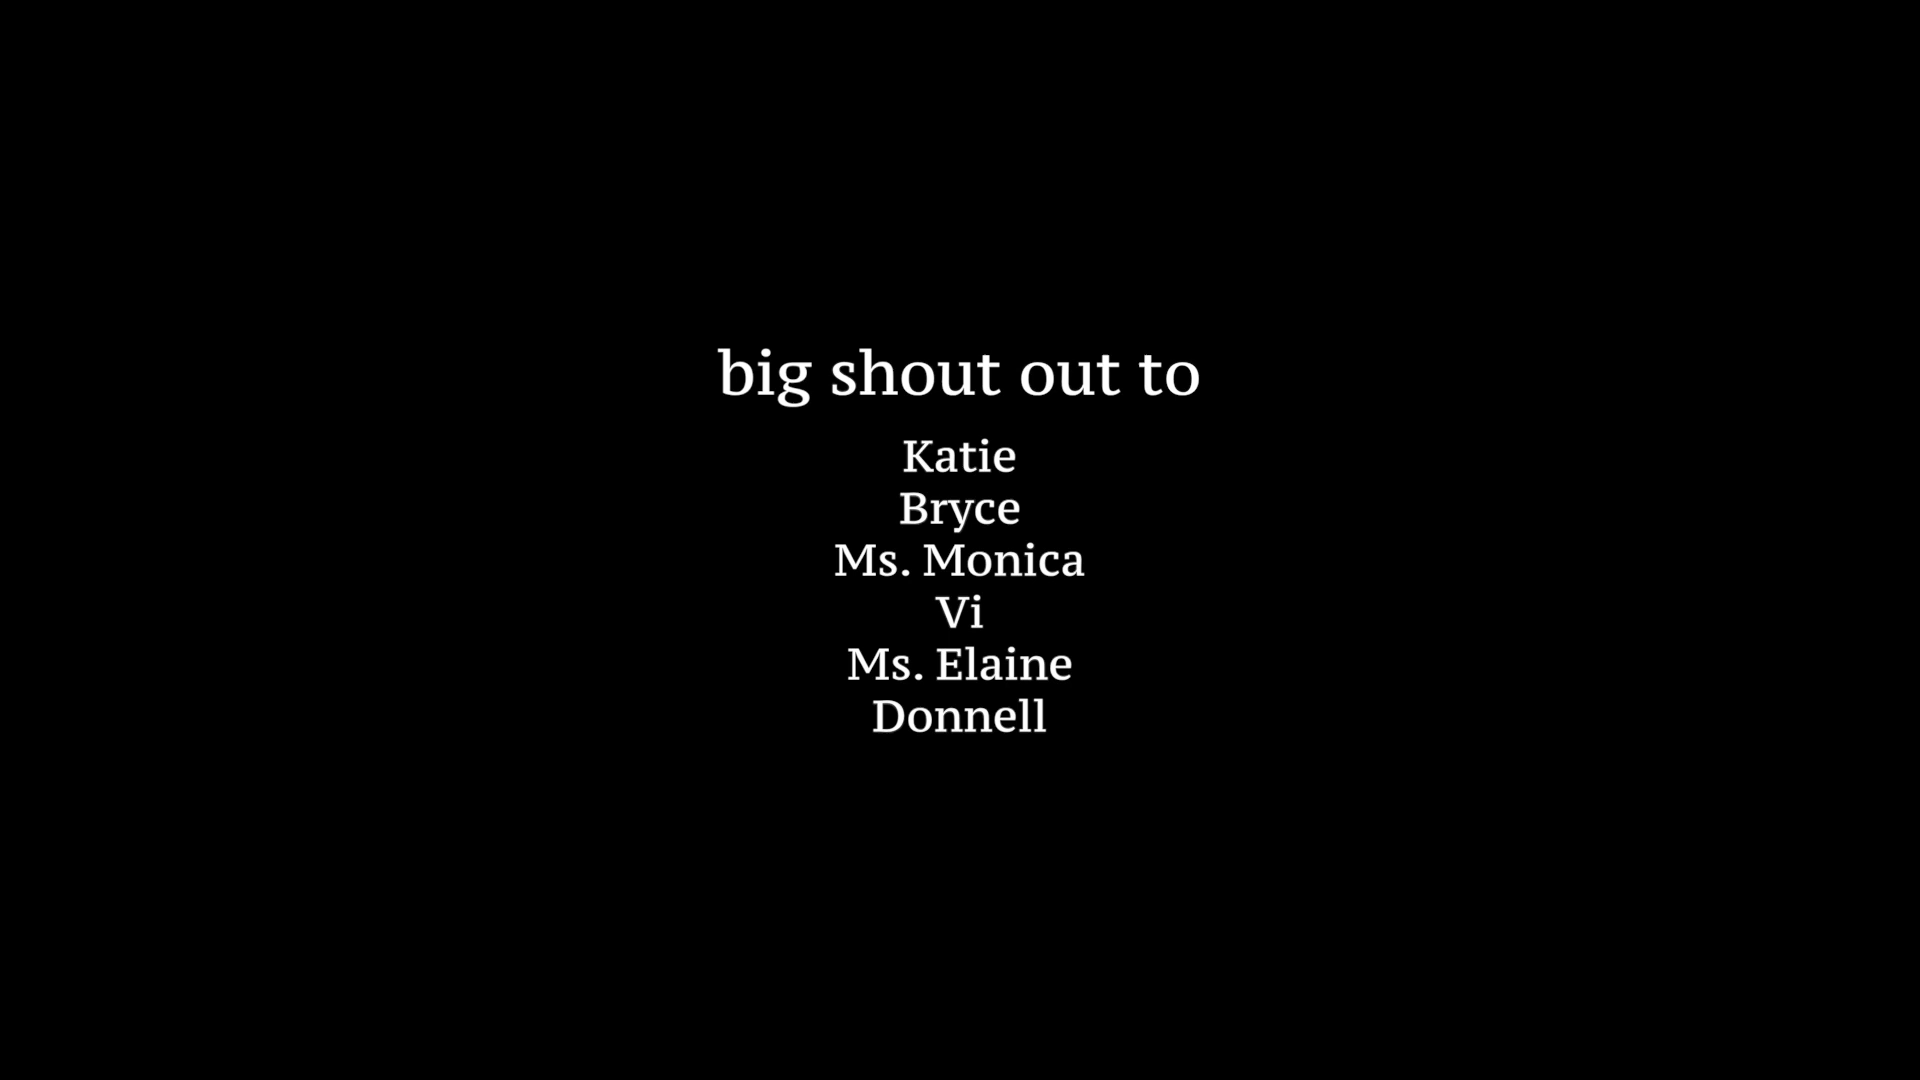 big shout out to
Katie
Bryce
Ms. Monica
Vi
Ms. Elaine
Donnell